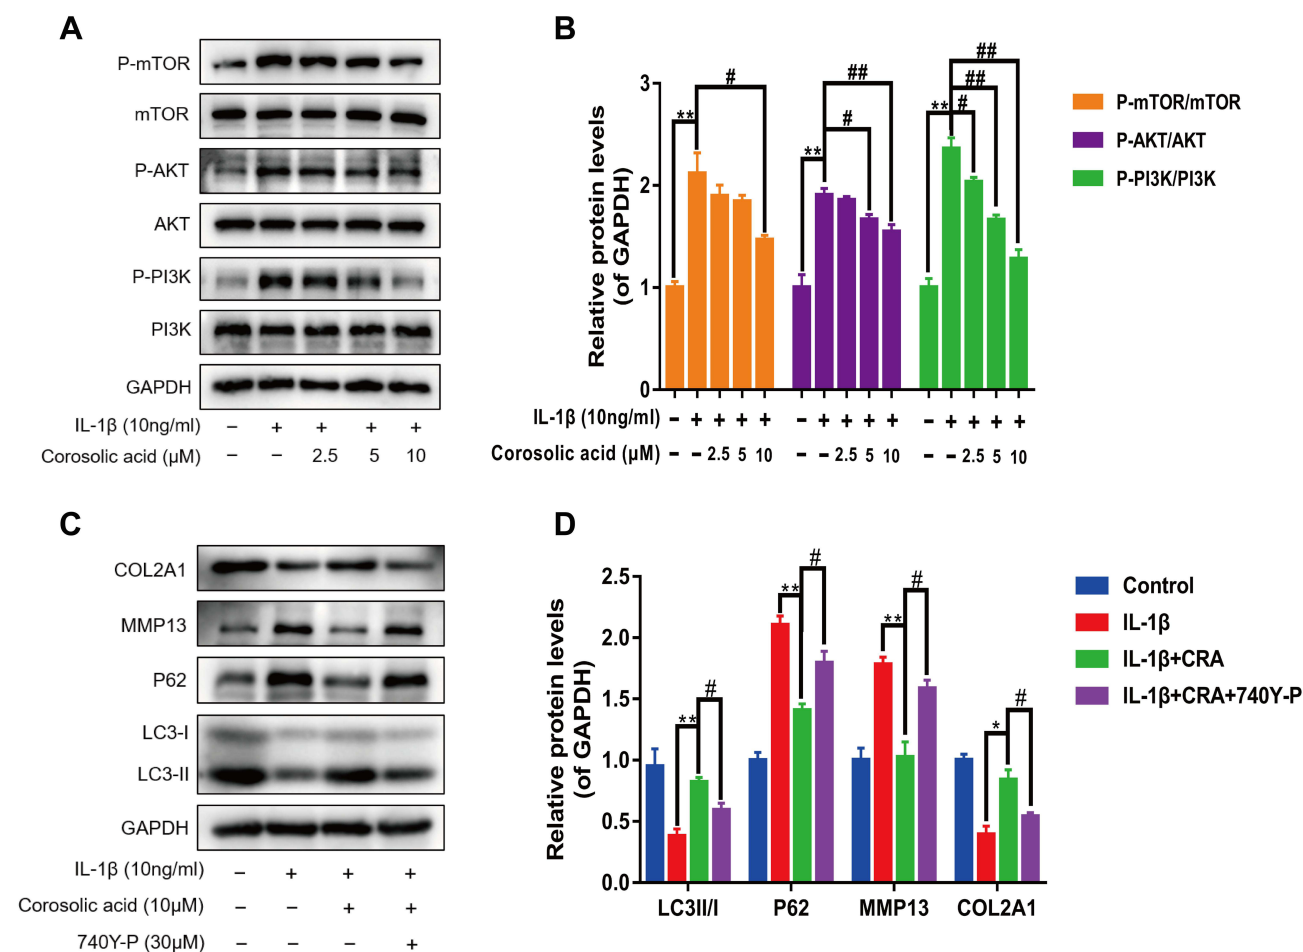 A
P-mTOR
mTOR
P-AKT
AKT
P-PI3K
PI3K
GAPDH
IL-1β (10ng/ml) − + + + +
Corosolic acid (μM) − − 2.5 5 10
B
Relative protein levels
(of GAPDH)
3
2
1
0
** #
** # ##
** # ## ##
P-mTOR/mTOR
P-AKT/AKT
P-PI3K/PI3K
IL-1β (10ng/ml) − + + + + − + + + + − + + + +
Corosolic acid (μM) − − 2.5 5 10 − − 2.5 5 10 − − 2.5 5 10
C
COL2A1
MMP13
P62
LC3-I
LC3-II
GAPDH
IL-1β (10ng/ml) − + + +
Corosolic acid (10μM) − − + +
740Y-P (30μM) − − − +
D
Relative protein levels
(of GAPDH)
2.5
2.0
1.5
1.0
0.5
0.0
** #
** #
** #
* #
LC3II/I P62 MMP13 COL2A1
Control
IL-1β
IL-1β+CRA
IL-1β+CRA+740Y-P